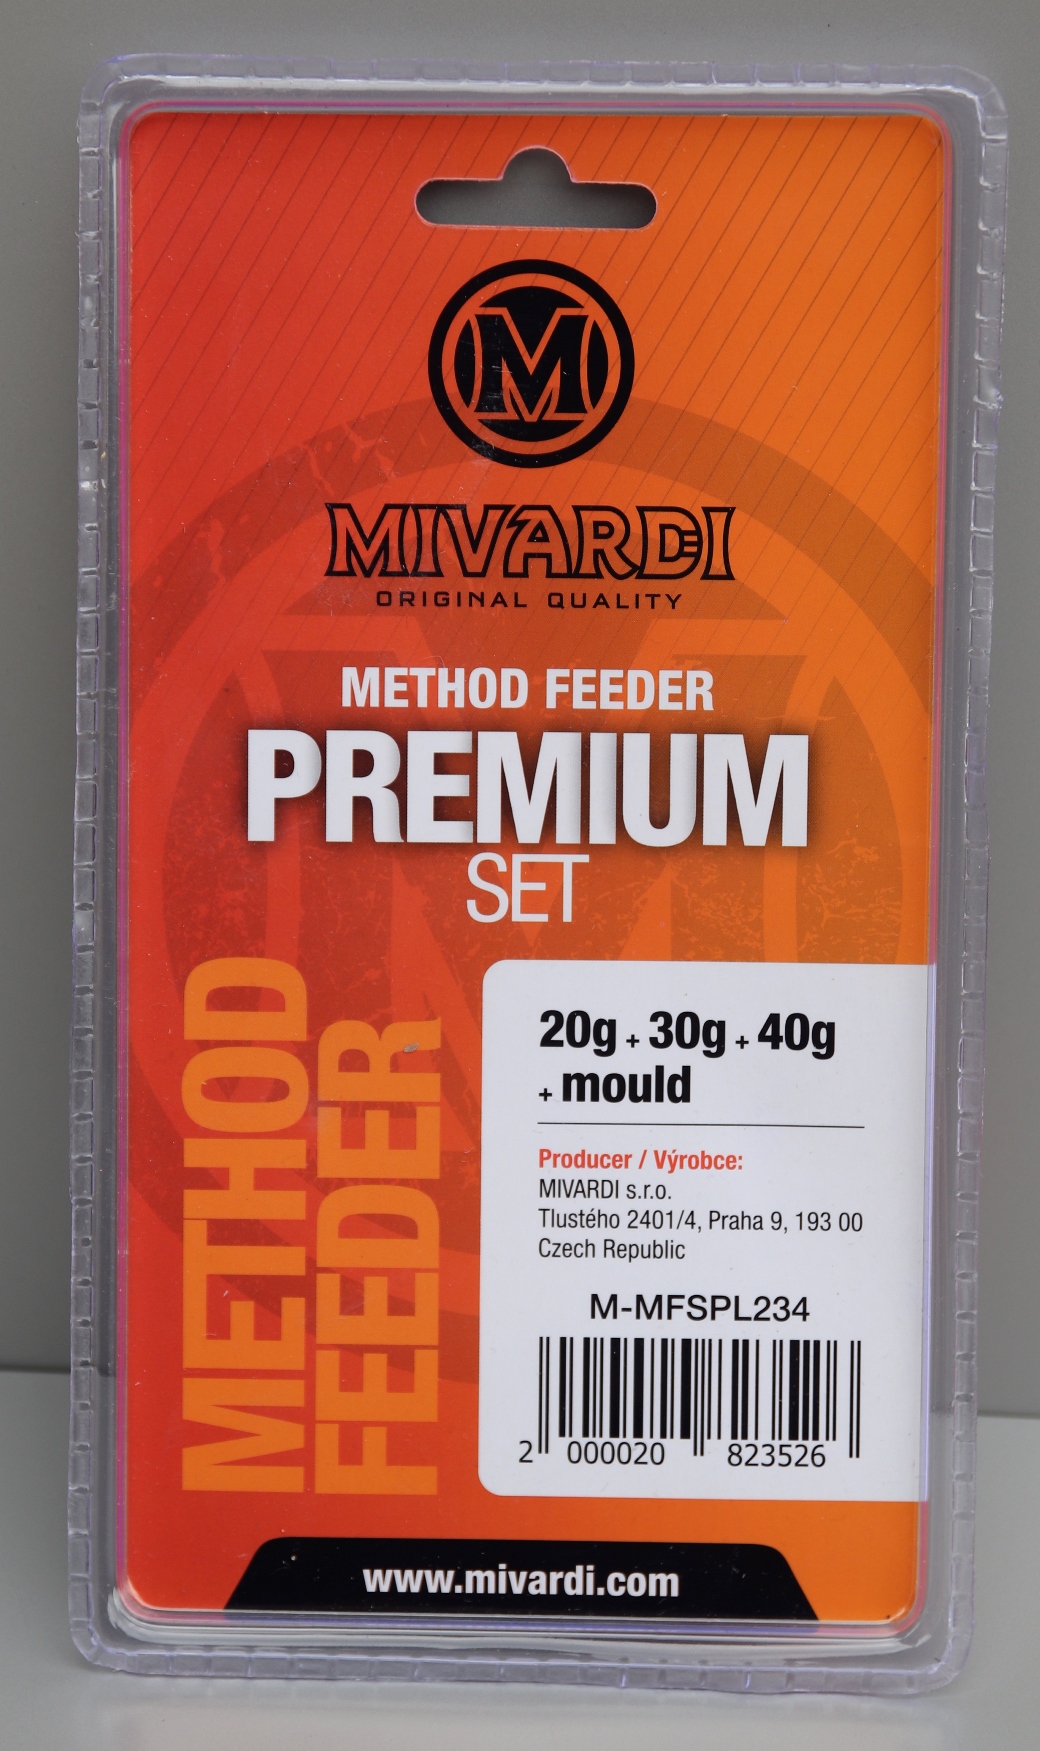 M
MIVARDI
ORIGINAL QUALITY
METHOD FEEDER
PREMIUM
SET
METHOD
FEEDER
20g + 30g + 40g
+ mould
Producer / Výrobce:
MIVARDI s.r.o.
Tlustého 2401/4, Praha 9, 193 00
Czech Republic
M-MFSPL234
2 000020 823526
www.mivardi.com